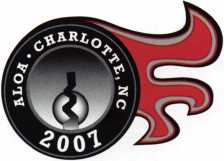 ALOA · CHARLOTTE, NC
2007